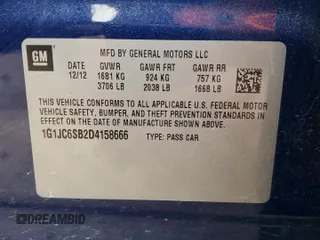 GM
MFD BY GENERAL MOTORS LLC
DATE GVWR GAWR FRT GAWR RR
12/12 1681 KG 924 KG 757 KG
3706 LB 2038 LB 1668 LB
THIS VEHICLE CONFORMS TO ALL APPLICABLE U.S. FEDERAL MOTOR
VEHICLE SAFETY, BUMPER, AND THEFT PREVENTION STANDARDS IN
EFFECT ON THE DATE OF MANUFACTURE SHOWN ABOVE.
1G1JC6SB2D4158666 TYPE: PASS CAR
DREAMBID